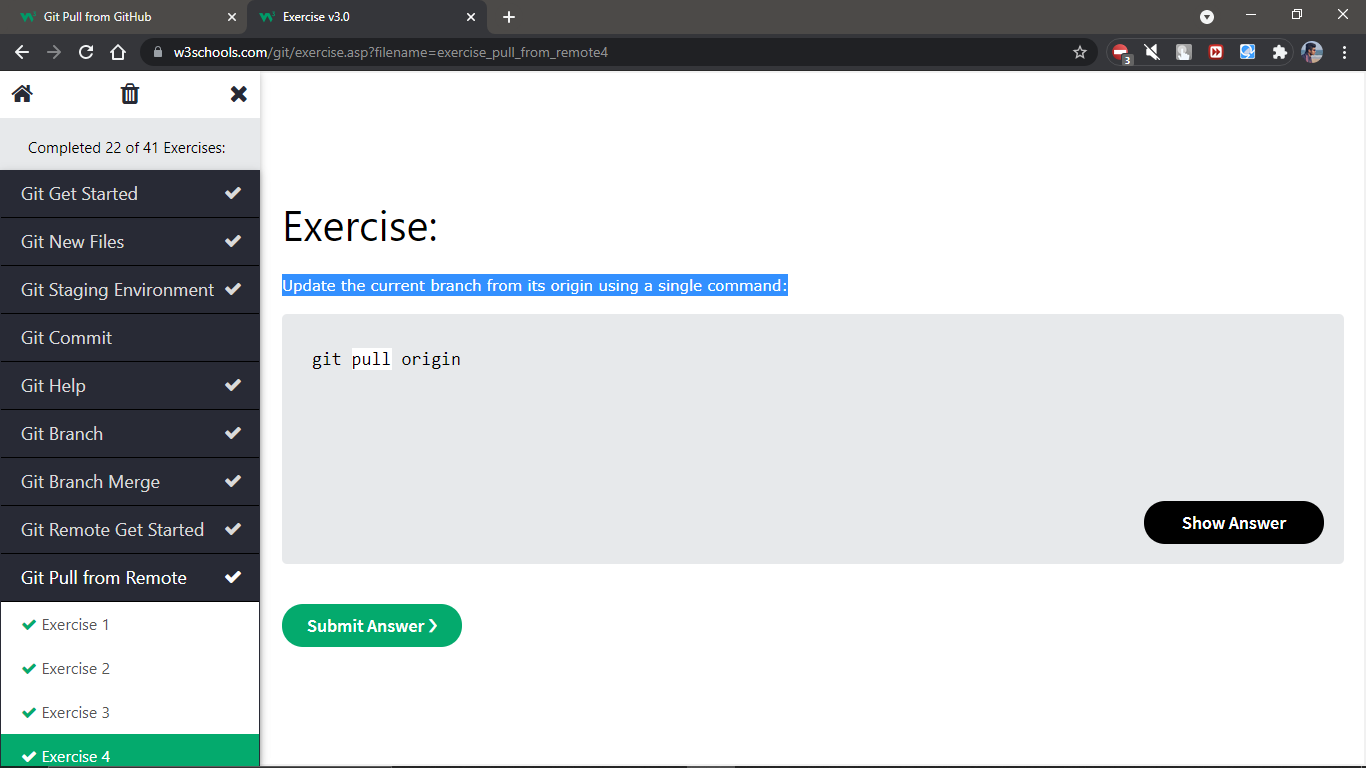 Git Pull from GitHub
Exercise v3.0
w3schools.com/git/exercise.asp?filename=exercise_pull_from_remote4
3
Completed 22 of 41 Exercises:
Git Get Started
Git New Files
Git Staging Environment
Git Commit
Git Help
Git Branch
Git Branch Merge
Git Remote Get Started
Git Pull from Remote
Exercise 1
Exercise 2
Exercise 3
Exercise 4
Exercise:
Update the current branch from its origin using a single command:
git pull origin
Show Answer
Submit Answer ❯